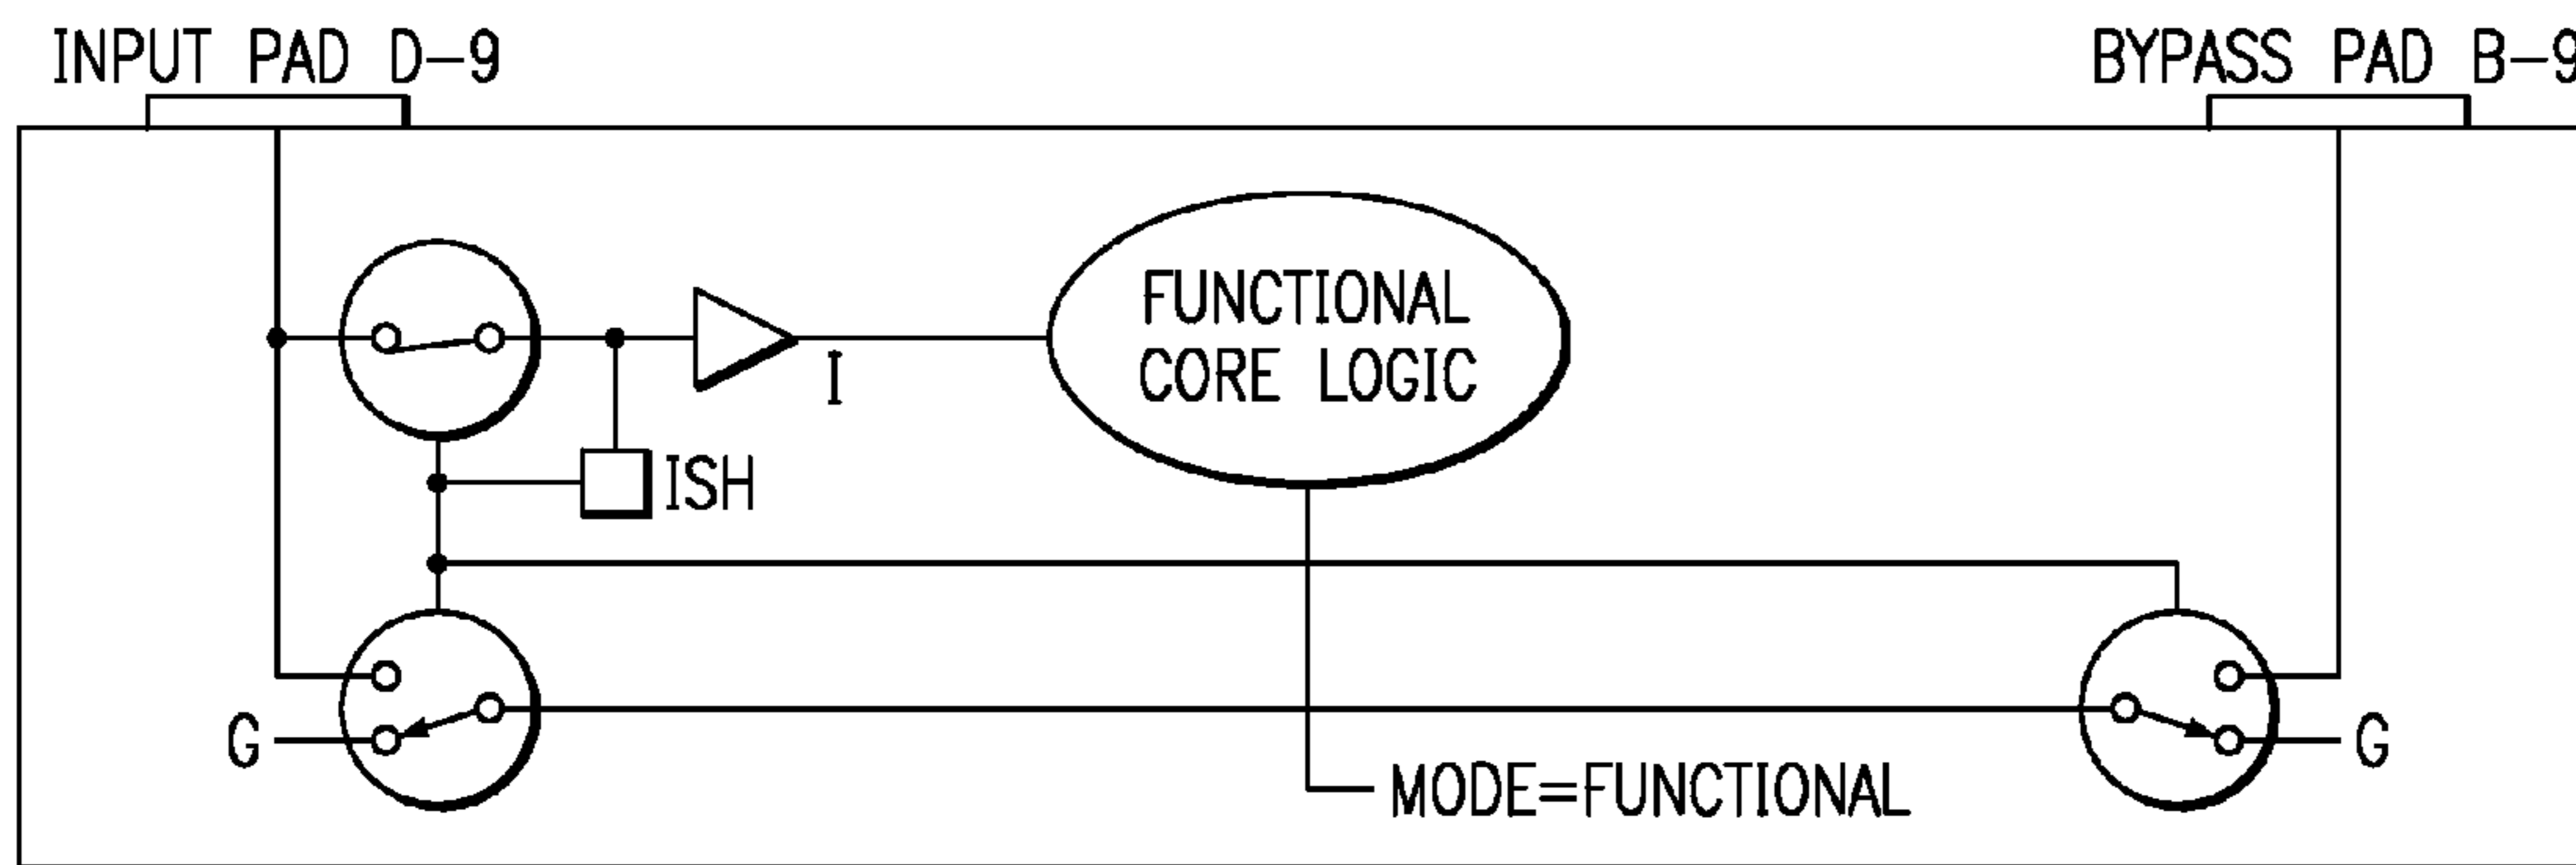 INPUT PAD D-9
BYPASS PAD B-9
FUNCTIONAL
CORE LOGIC
I
ISH
G
G
MODE=FUNCTIONAL